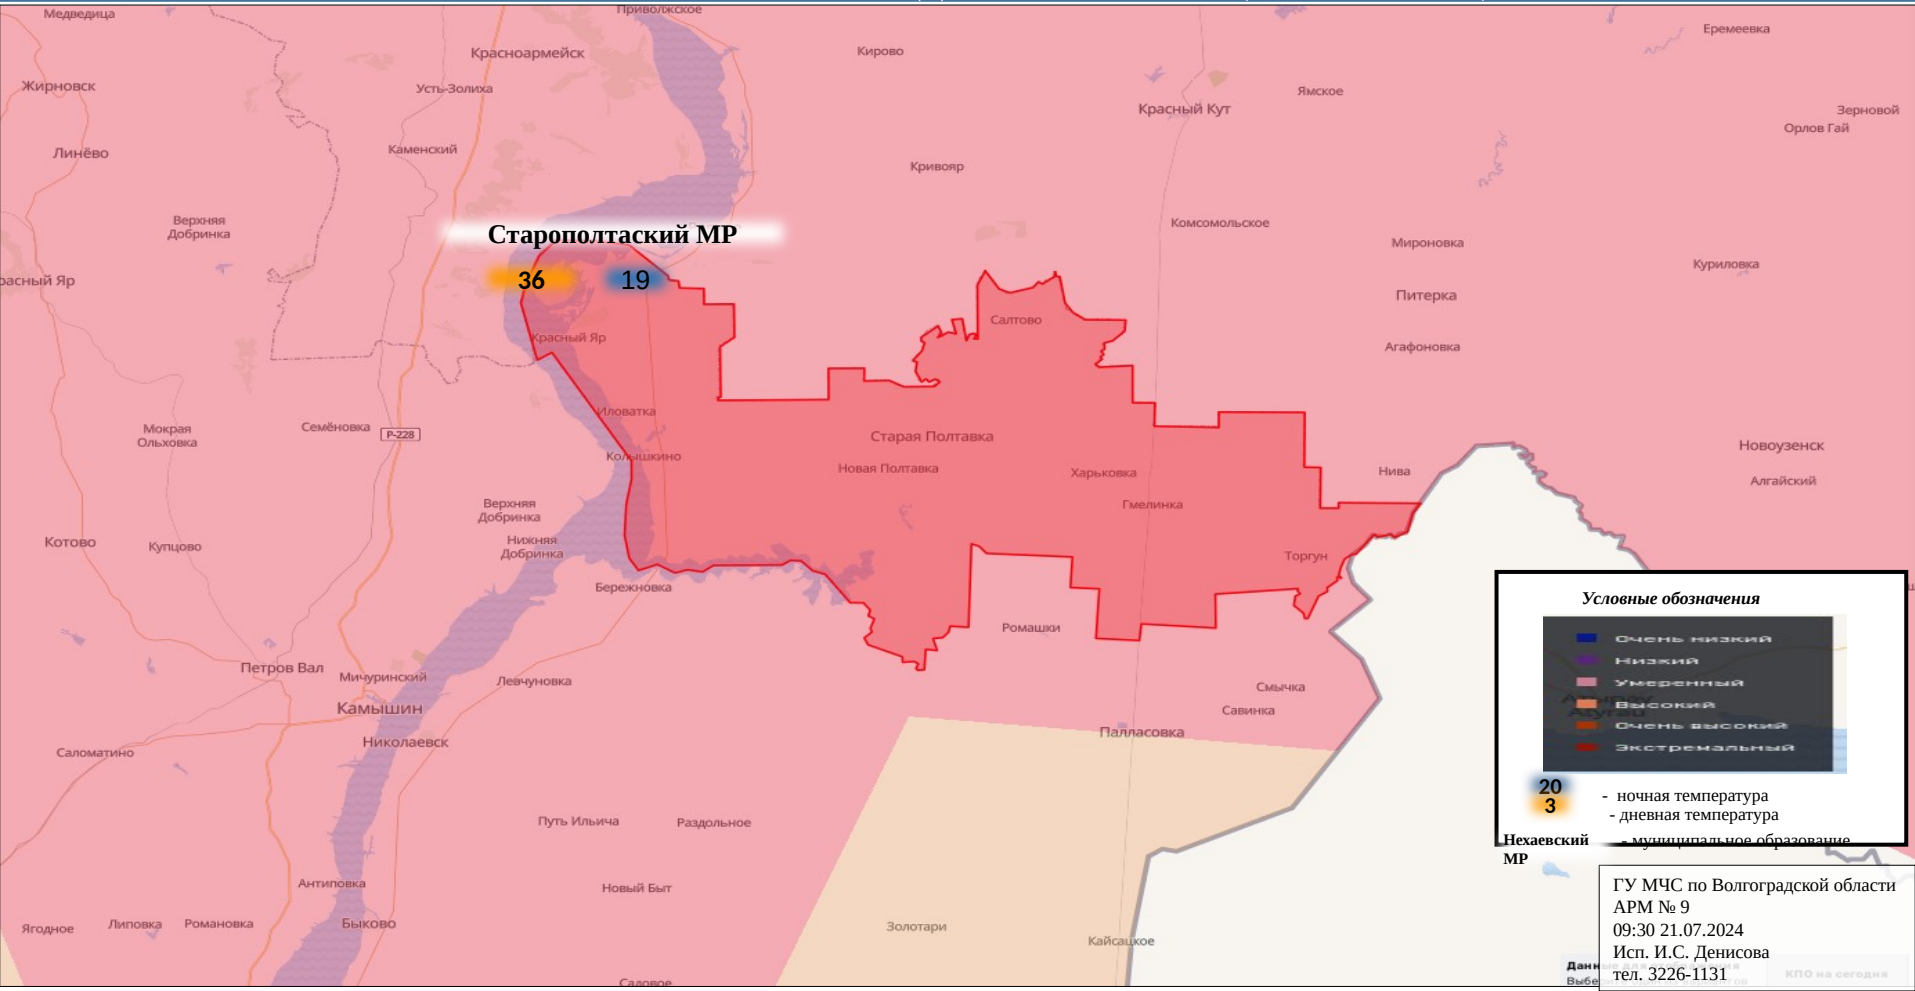 Медведица
Приволжское
Красноармейск
Кирово
Еремеевка
Жирновск
Усть-Золиха
Красный Кут
Ямское
Зерновой
Орлов Гай
Линёво
Каменский
Кривояр
Верхняя
Добринка
Комсомольское
Мироновка
Старополтаский МР
36
19
расный Яр
Куриловка
Питерка
Салтово
Красный Яр
Агафоновка
Иловатка
Мокрая
Ольховка
Семёновка
Р-228
Старая Полтавка
Новоузенск
Колышкино
Новая Полтавка
Харьковка
Нива
Алгайский
Верхняя
Добринка
Гмелинка
Котово
Купцово
Нижняя
Добринка
Торгун
Бережновка
Ромашки
Петров Вал
Мичуринский
Левчуновка
Смычка
Камышин
Савинка
Николаевск
Палласовка
Саломатино
Путь Ильича
Раздольное
Антиповка
Новый Быт
Ягодное
Липовка
Романовка
Быково
Золотари
Кайсацкое
Садовое
Условные обозначения
Очень низкий
Низкий
Умеренный
Высокий
Очень высокий
Экстремальный
20
3
- ночная температура
- дневная температура
Нехаевский
МР
- муниципальное образование
ГУ МЧС по Волгоградской области
АРМ № 9
09:30 21.07.2024
Исп. И.С. Денисова
тел. 3226-1131
КПО на сегодня